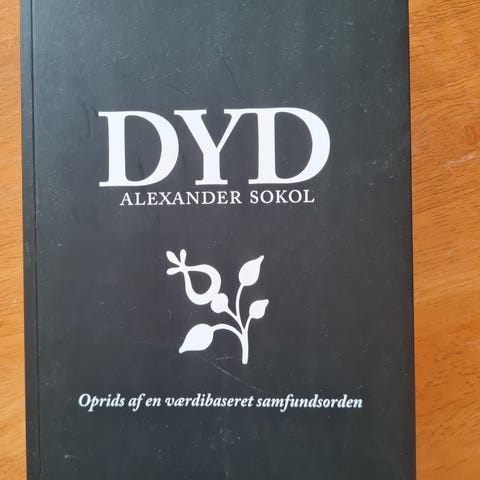 DYD
ALEXANDER SOKOL
Oprids af en værdibaseret samfundsorden